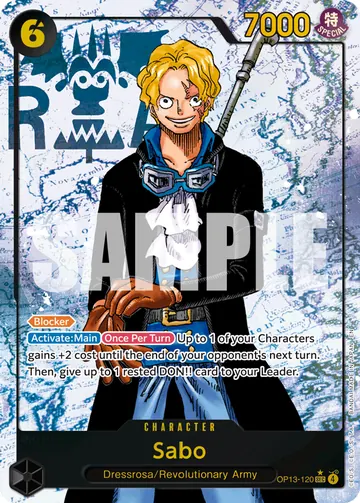 6
7000
特
SPECIAL
R A
SAMPLE
Blocker
Activate:Main Once Per Turn Up to 1 of your Characters
gains +2 cost until the end of your opponent's next turn.
Then, give up to 1 rested DON!! card to your Leader.
CHARACTER
Sabo
Dressrosa/Revolutionary Army
OP13-120 SEC 4